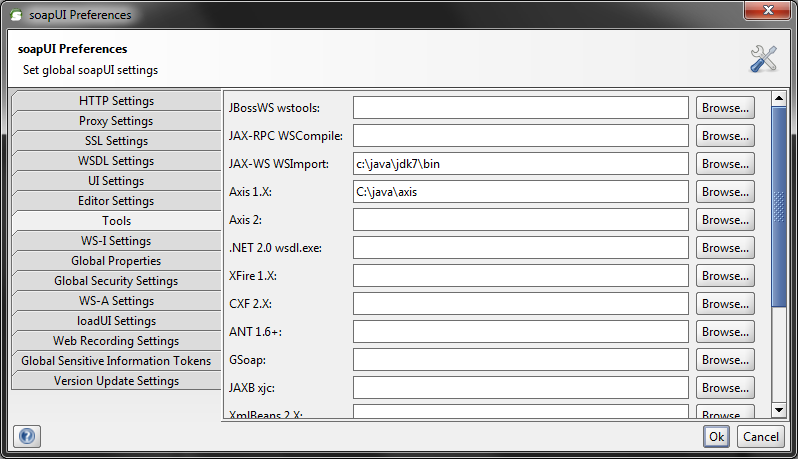 soapUI Preferences
soapUI Preferences
Set global soapUI settings
HTTP Settings
Proxy Settings
SSL Settings
WSDL Settings
UI Settings
Editor Settings
Tools
WS-I Settings
Global Properties
Global Security Settings
WS-A Settings
loadUI Settings
Web Recording Settings
Global Sensitive Information Tokens
Version Update Settings
JBossWS wstools: Browse...
JAX-RPC WSCompile: Browse...
JAX-WS WSImport: c:\java\jdk7\bin Browse...
Axis 1.X: C:\java\axis Browse...
Axis 2: Browse...
.NET 2.0 wsdl.exe: Browse...
XFire 1.X: Browse...
CXF 2.X: Browse...
ANT 1.6+: Browse...
GSoap: Browse...
JAXB xjc: Browse...
XmlBeans 2.X: Browse...
Ok Cancel